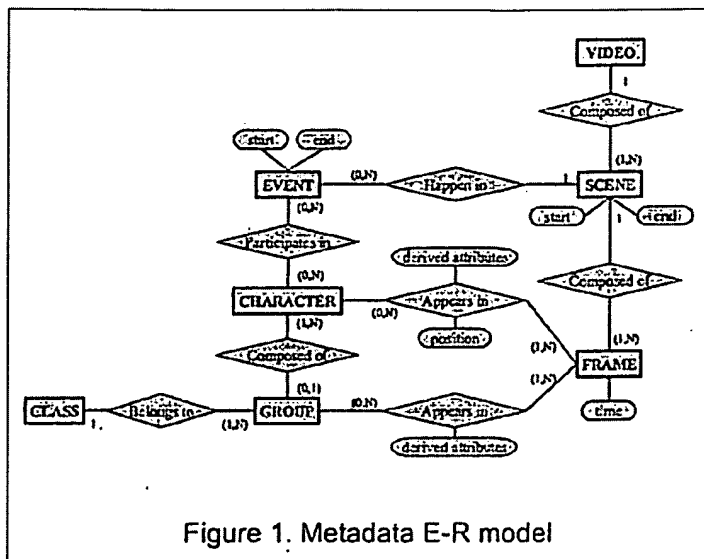 VIDEO
1
Composed of
(1,N)
start
end
EVENT
(0,N)
Happen in
1
SCENE
(0,N)
start
end
1
Participates in
derived attributes
Composed of
(0,N)
CHARACTER
(0,N)
Appears in
(1,N)
position
(1,N)
(1,N)
Composed of
(1,N)
FRAME
(0,1)
CLASS
1
Belongs to
(1,N)
GROUP
(0,N)
Appears in
time
derived attributes
Figure 1. Metadata E-R model